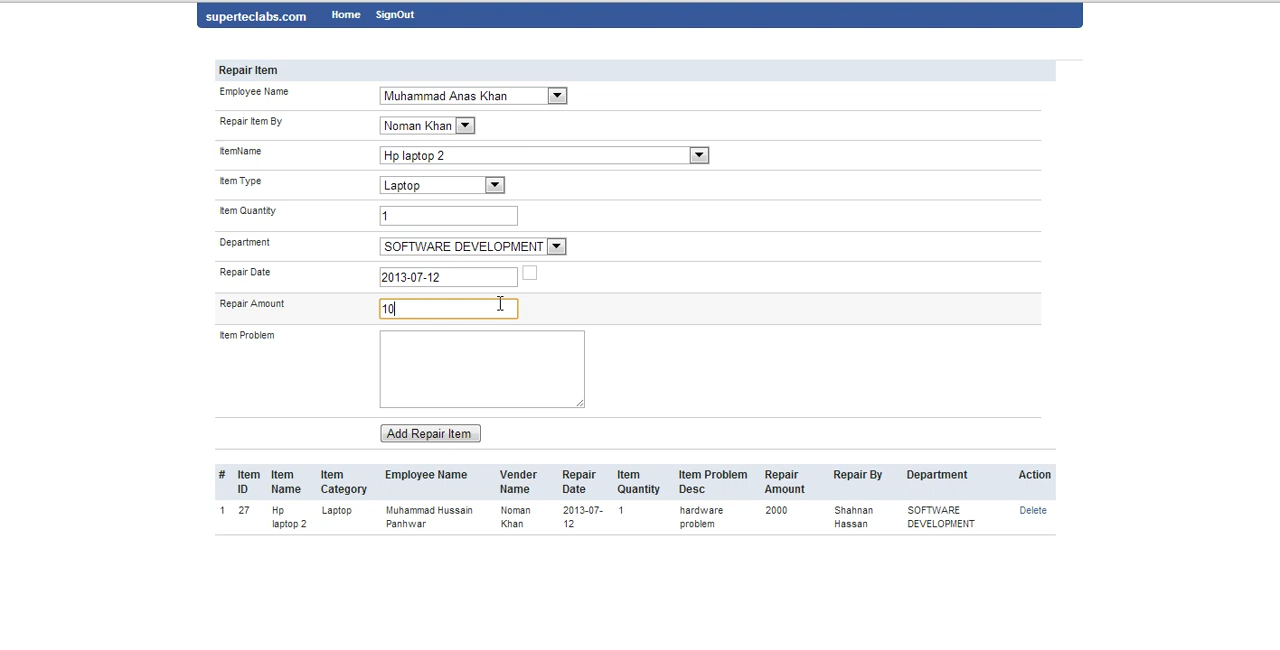 superteclabs.com Home SignOut
Repair Item
Employee Name Muhammad Anas Khan
Repair Item By Noman Khan
ItemName Hp laptop 2
Item Type Laptop
Item Quantity 1
Department SOFTWARE DEVELOPMENT
Repair Date 2013-07-12
Repair Amount 10
Item Problem
Add Repair Item
# Item Item Item Employee Name Vender Repair Item Item Problem Repair Repair By Department Action
ID Name Category Name Date Quantity Desc Amount
1 27 Hp Laptop Muhammad Hussain Noman 2013-07- 1 hardware 2000 Shahnan SOFTWARE Delete
laptop 2 Panhwar Khan 12 problem Hassan DEVELOPMENT